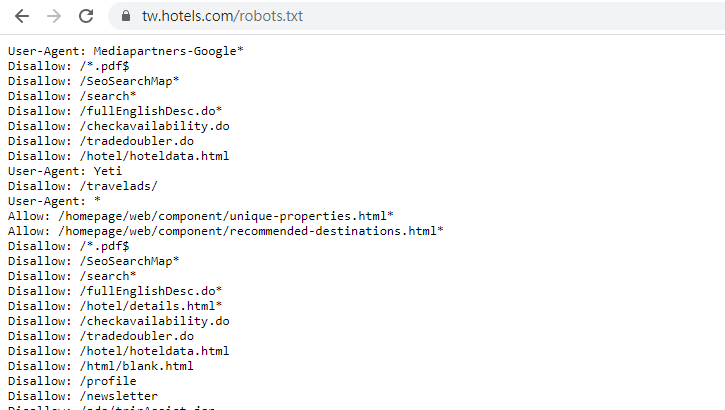 tw.hotels.com/robots.txt
User-Agent: Mediapartners-Google*
Disallow: /*.pdf$
Disallow: /SeoSearchMap*
Disallow: /search*
Disallow: /fullEnglishDesc.do*
Disallow: /checkavailability.do
Disallow: /tradedoubler.do
Disallow: /hotel/hoteldata.html
User-Agent: Yeti
Disallow: /travelads/
User-Agent: *
Allow: /homepage/web/component/unique-properties.html*
Allow: /homepage/web/component/recommended-destinations.html*
Disallow: /*.pdf$
Disallow: /SeoSearchMap*
Disallow: /search*
Disallow: /fullEnglishDesc.do*
Disallow: /hotel/details.html*
Disallow: /checkavailability.do
Disallow: /tradedoubler.do
Disallow: /hotel/hoteldata.html
Disallow: /html/blank.html
Disallow: /profile
Disallow: /newsletter